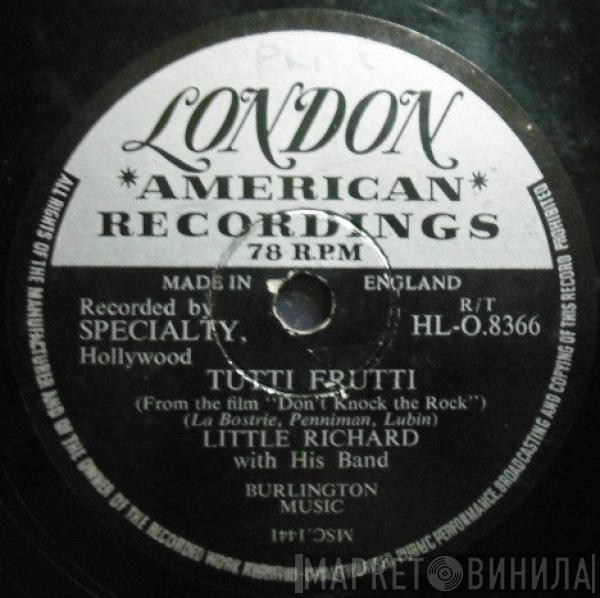 LONDON
*AMERICAN*
RECORDINGS
78 RPM
MADE IN ENGLAND
Recorded by
SPECIALTY,
Hollywood
R/T
HL-O.8366
TUTTI FRUTTI
(From the film "Don't Knock the Rock")
(La Bostrie, Penniman, Lubin)
LITTLE RICHARD
with His Band
BURLINGTON
MUSIC
MSC.1441
ALL RIGHTS OF THE MANUFACTURER AND OF THE OWNER OF THE RECORDED WORK RESERVED PUBLIC PERFORMANCE, BROADCASTING AND COPYING OF THIS RECORD PROHIBITED
МАРКЕТ ВИНИЛА